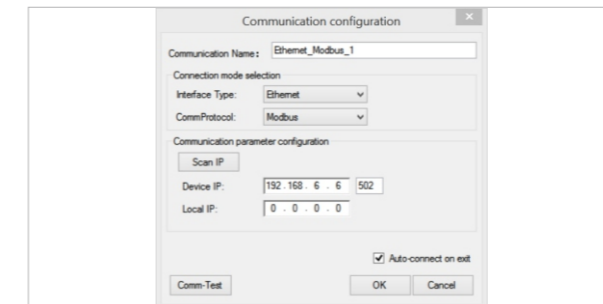 Communication configuration
Communication Name: Ethernet_Modbus_1
Connection mode selection
Interface Type: Ethernet
CommProtocol: Modbus
Communication parameter configuration
Scan IP
Device IP: 192 . 168 . 6 . 6 502
Local IP: 0 . 0 . 0 . 0
Auto-connect on exit
Comm-Test OK Cancel